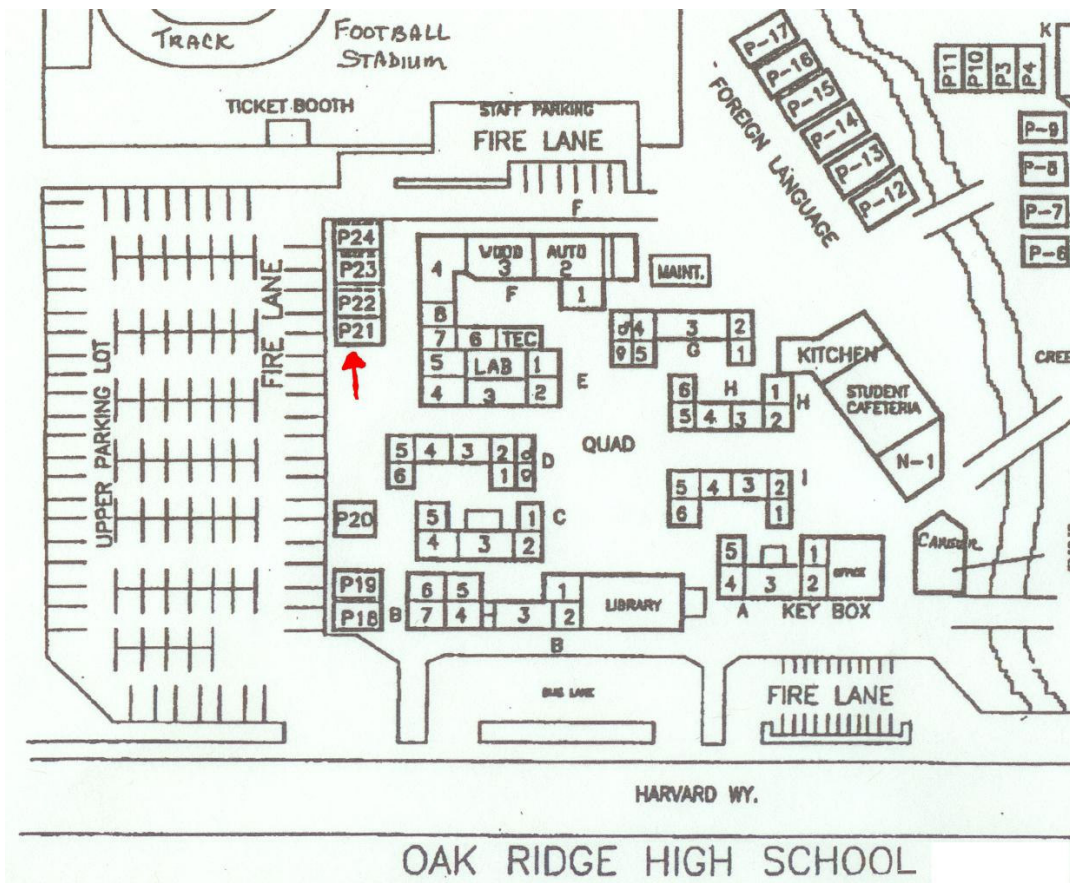 TRACK
FOOTBALL
STADIUM
TICKET BOOTH
STAFF PARKING
FIRE LANE
F
P-17
P-16
P-15
P-14
P-13
P-12
FOREIGN LANGUAGE
P11 P10 P3 P4
K
P-9
P-7
P-6
UPPER PARKING LOT
FIRE LANE
P24
P23
P22
P21
4 WOOD AUTO
3 2
F 1
8
7 6 TEC
5 LAB 1
4 3 2
E
MAINT.
4 3 2
5 G 1
KITCHEN
STUDENT
CAFETERIA
N-1
6 H 1
5 4 3 2
H
QUAD
5 4 3 2
6 1
D
5 4 3 2
6 1
I
P20
5 1
4 3 2
C
5 1
4 3 2
OFFICE
A KEY BOX
P19
P18
B
6 5 1
7 4 3 2
LIBRARY
B
BUS LANE
FIRE LANE
HARVARD WY.
OAK RIDGE HIGH SCHOOL